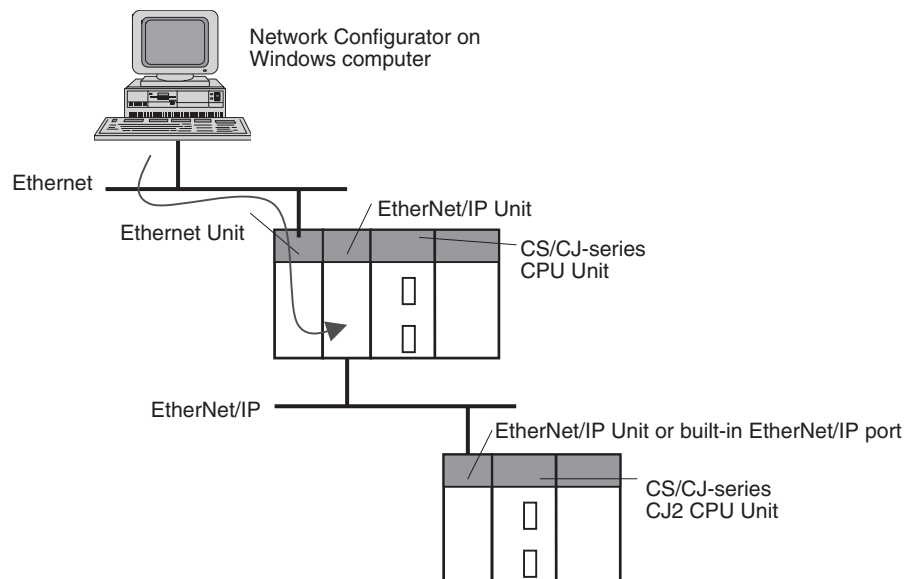 Network Configurator on
Windows computer
Ethernet
EtherNet/IP Unit
Ethernet Unit
CS/CJ-series
CPU Unit
EtherNet/IP
EtherNet/IP Unit or built-in EtherNet/IP port
CS/CJ-series
CJ2 CPU Unit